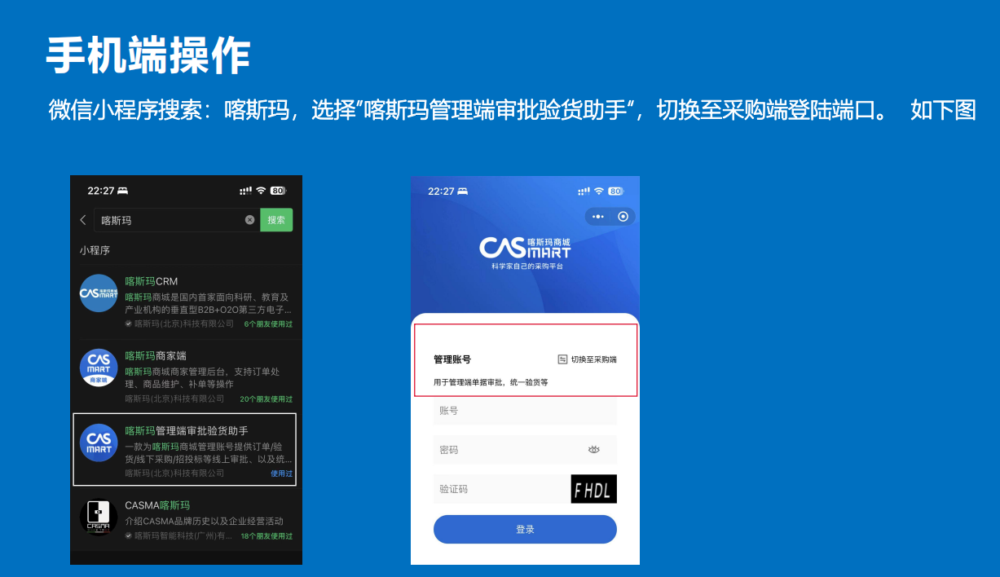 手机端操作
微信小程序搜索：喀斯玛，选择"喀斯玛管理端审批验货助手"，切换至采购端登陆端口。 如下图
22:27
80
喀斯玛
搜索
小程序
CAS MART 喀斯玛商城
喀斯玛CRM
喀斯玛商城是国内首家面向科研、教育及
产业机构的垂直型B2B+O2O第三方电子...
喀斯玛(北京)科技有限公司 6个朋友使用过
CAS
MART
商家端
喀斯玛商家端
喀斯玛商城商家管理后台，支持订单处
理、商品维护、补单等操作
喀斯玛(北京)科技有限公司 20个朋友使用过
CAS
MART
喀斯玛管理端审批验货助手
一款为喀斯玛商城管理账号提供订单/验
货/线下采购/招投标等线上审批、以及统...
喀斯玛(北京)科技有限公司 使用过
CASMA
CASMA喀斯玛
介绍CASMA品牌历史以及企业经营活动
喀斯玛智能科技(广州)有... 18个朋友使用过
22:27
80
CAS MART 喀斯玛商城
科学家自己的采购平台
管理账号 切换至采购端
用于管理端单据审批，统一验货等
账号
密码
验证码 FHDL
登录